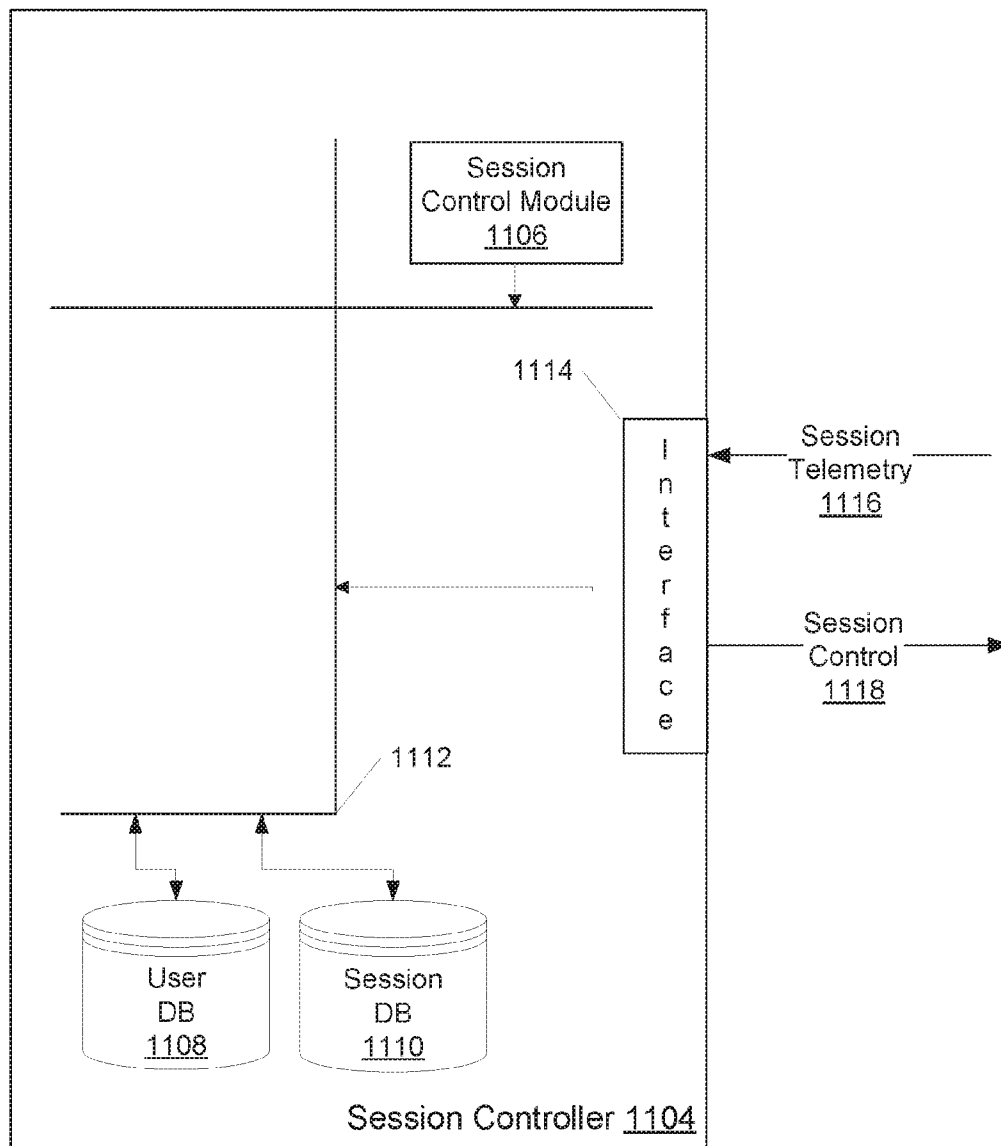 Session
Control Module
1106
1114
Interface
Session
Telemetry
1116
Session
Control
1118
1112
User
DB
1108
Session
DB
1110
Session Controller 1104